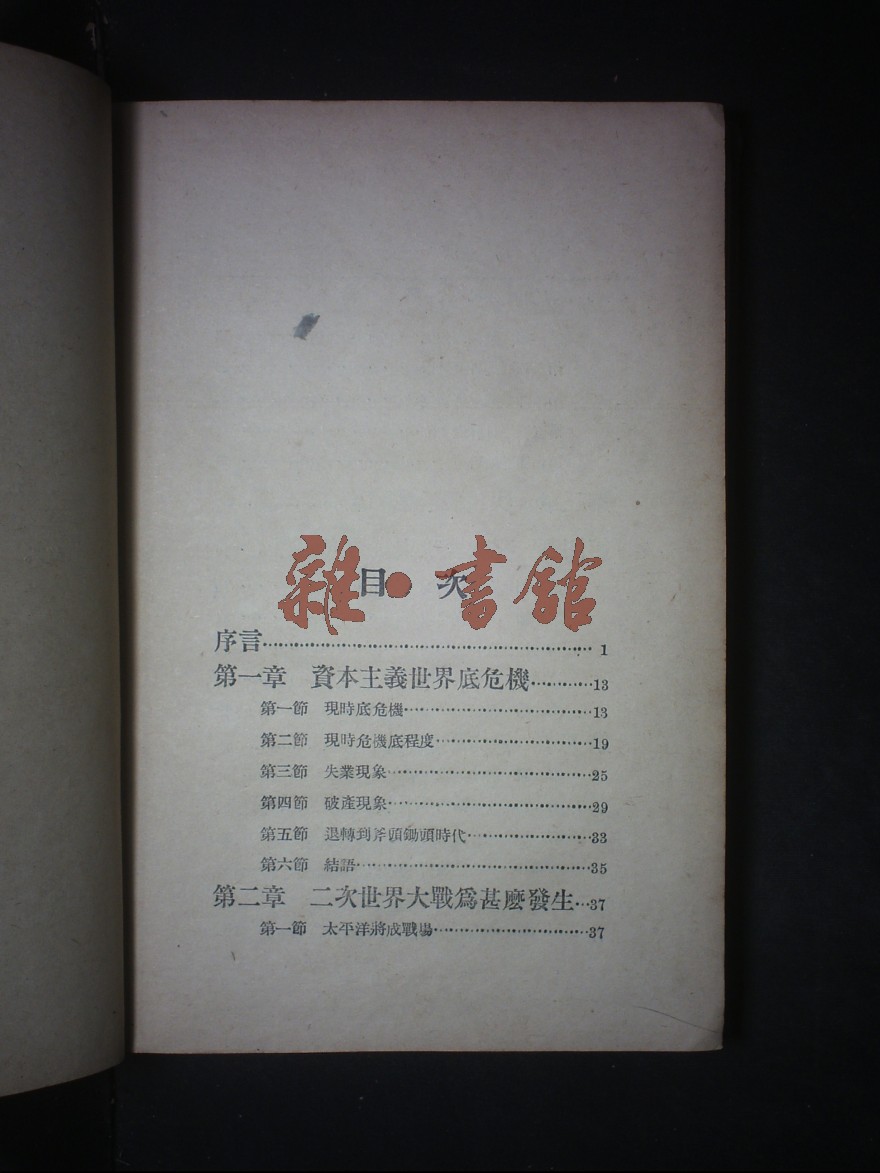 目 次
雜·書館
序言 1
第一章 資本主義世界底危機 13
第一節 現時底危機 13
第二節 現時危機底程度 19
第三節 失業現象 25
第四節 破產現象 29
第五節 退轉到斧頭鋤頭時代 33
第六節 結語 35
第二章 二次世界大戰爲甚麽發生 37
第一節 太平洋將成戰場 37